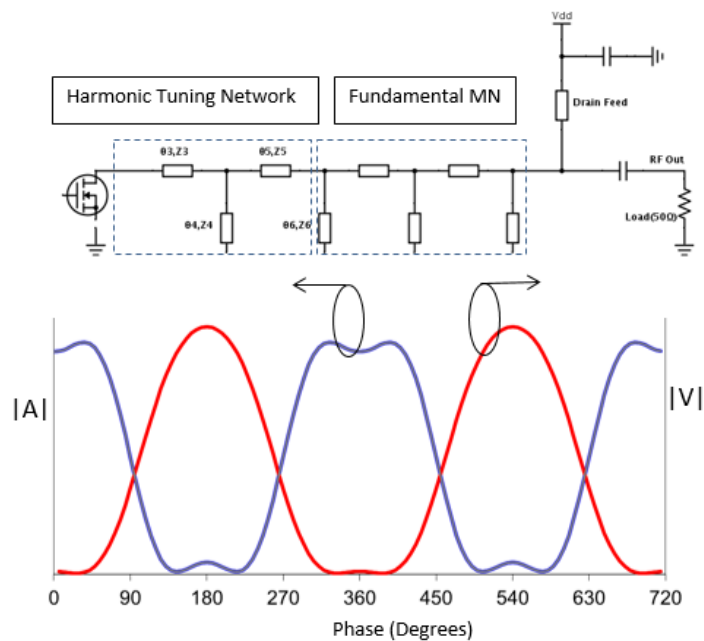 Vdd
Harmonic Tuning Network
Fundamental MN
Drain Feed
θ3,Z3
θ5,Z5
RF Out
θ4,Z4
θ6,Z6
Load(50Ω)
|A|
|V|
0 90 180 270 360 450 540 630 720
Phase (Degrees)